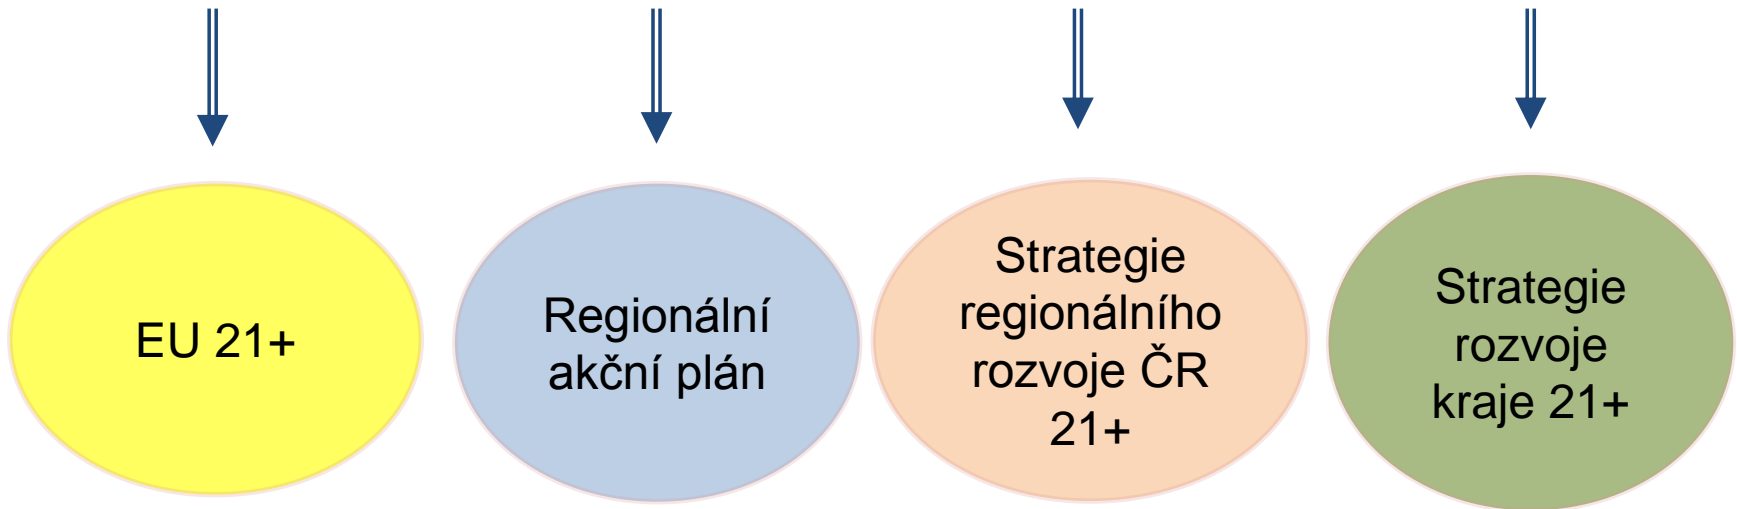 EU 21+
Regionální
akční plán
Strategie
regionálního
rozvoje ČR
21+
Strategie
rozvoje
kraje 21+